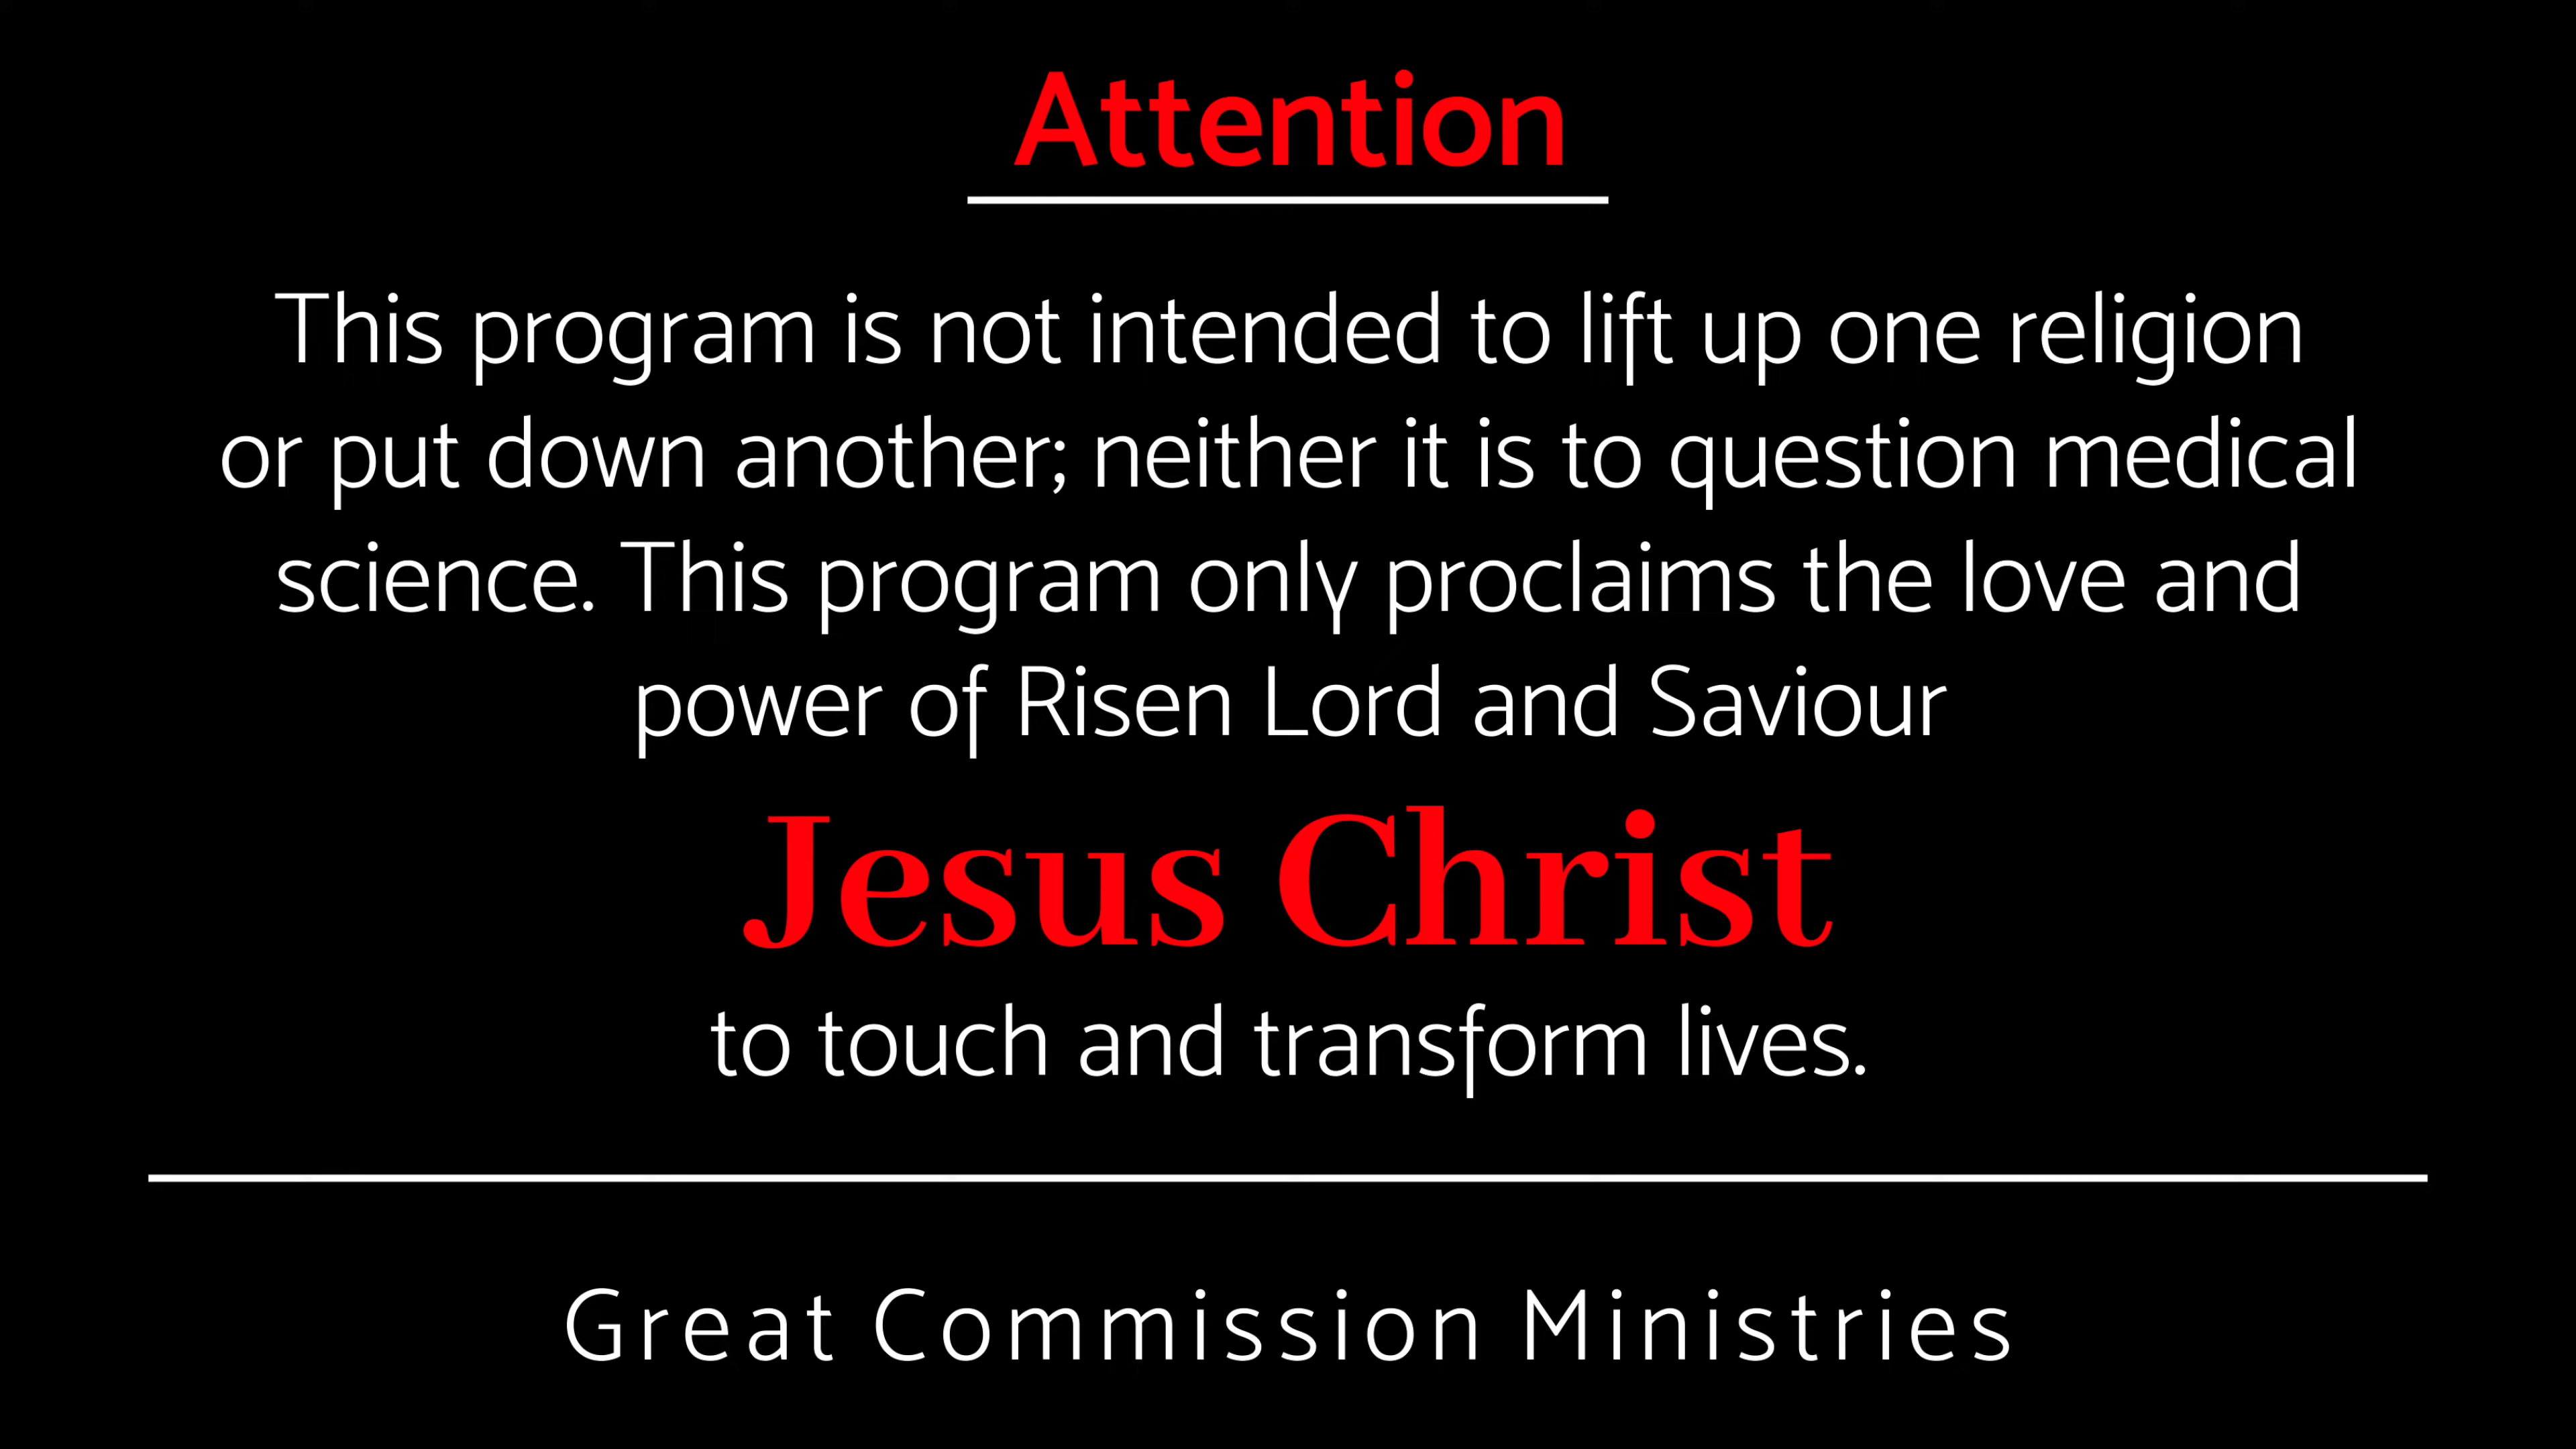 Attention
This program is not intended to lift up one religion
or put down another; neither it is to question medical
science. This program only proclaims the love and
power of Risen Lord and Saviour
Jesus Christ
to touch and transform lives.
Great Commission Ministries